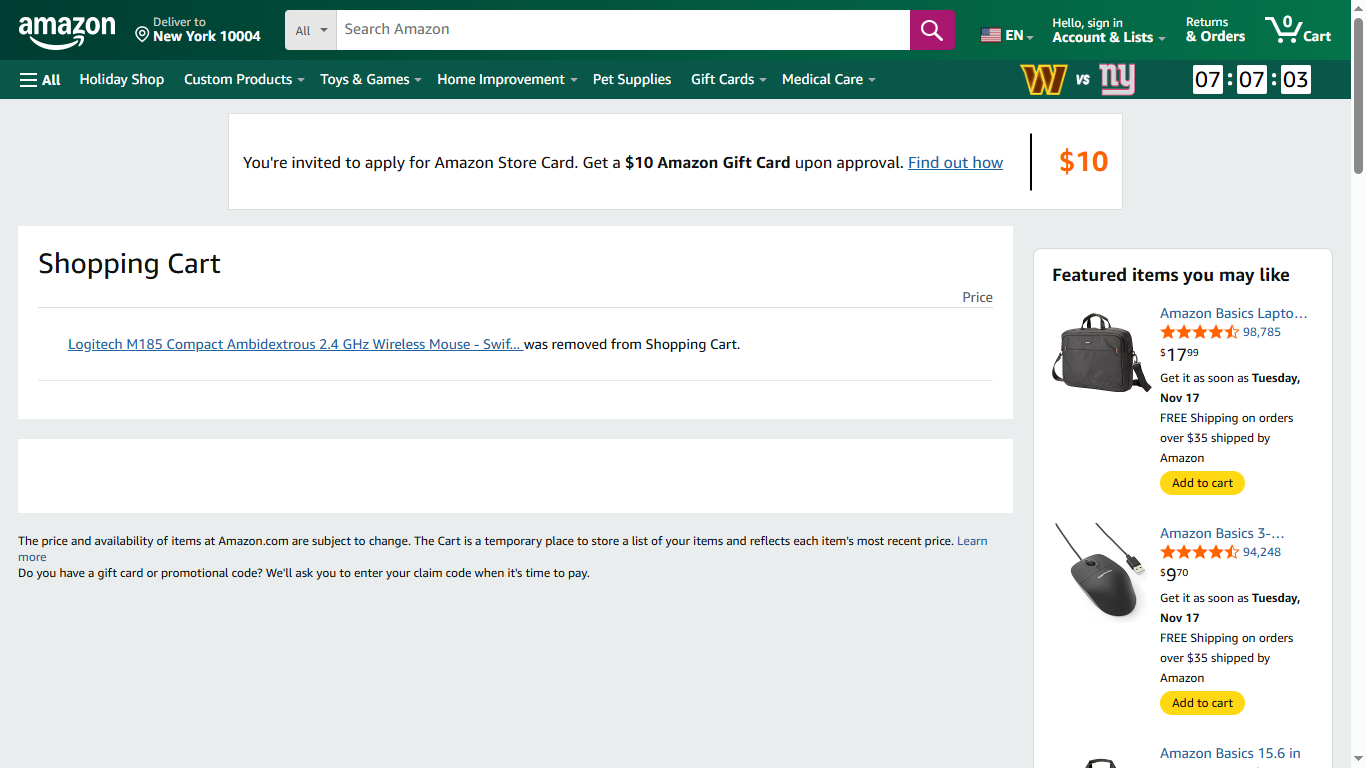 amazon
Deliver to
New York 10004
All
Search Amazon
EN
Hello, sign in
Account & Lists
Returns
& Orders
0
Cart
All
Holiday Shop
Custom Products
Toys & Games
Home Improvement
Pet Supplies
Gift Cards
Medical Care
W
VS
ny
07:07:03
You're invited to apply for Amazon Store Card. Get a $10 Amazon Gift Card upon approval. Find out how
$10
Shopping Cart
Price
Logitech M185 Compact Ambidextrous 2.4 GHz Wireless Mouse - Swif... was removed from Shopping Cart.
The price and availability of items at Amazon.com are subject to change. The Cart is a temporary place to store a list of your items and reflects each item's most recent price. Learn
more
Do you have a gift card or promotional code? We'll ask you to enter your claim code when it's time to pay.
Featured items you may like
Amazon Basics Lapto...
98,785
$1799
Get it as soon as Tuesday,
Nov 17
FREE Shipping on orders
over $35 shipped by
Amazon
Add to cart
Amazon Basics 3-...
94,248
$970
Get it as soon as Tuesday,
Nov 17
FREE Shipping on orders
over $35 shipped by
Amazon
Add to cart
Amazon Basics 15.6 in